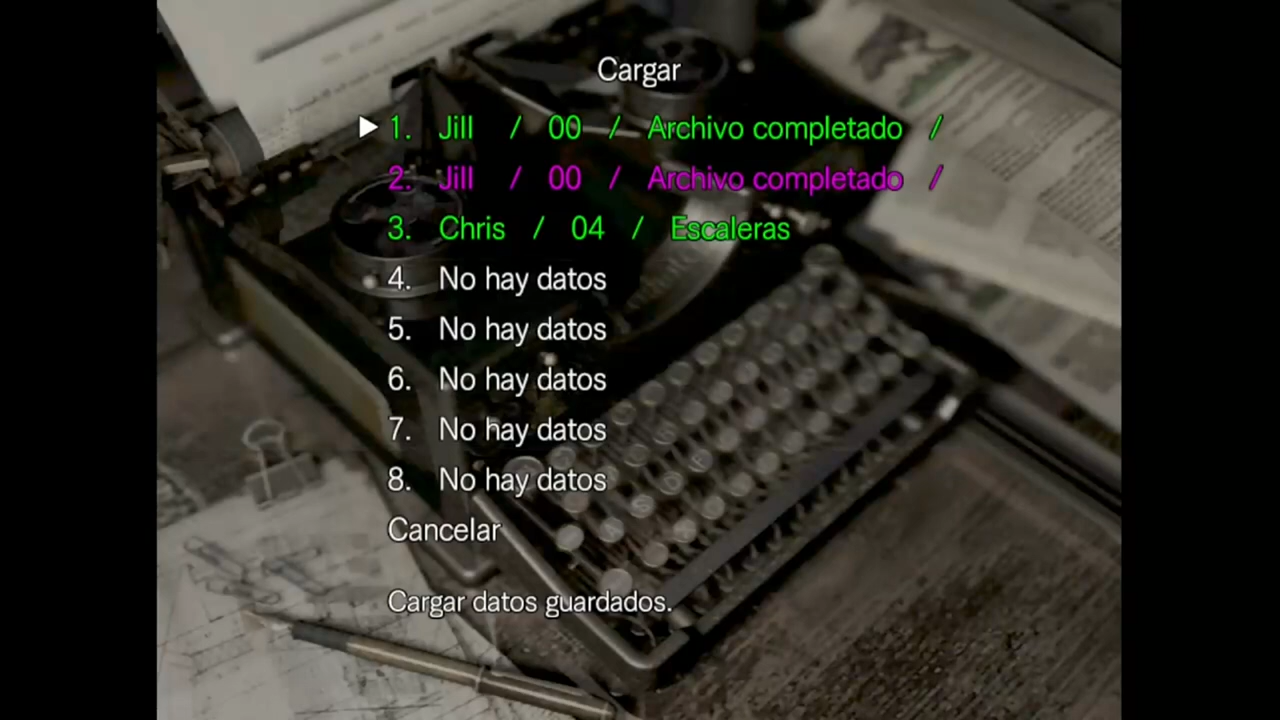 Cargar
1. Jill / 00 / Archivo completado /
2. Jill / 00 / Archivo completado /
3. Chris / 04 / Escaleras
4. No hay datos
5. No hay datos
6. No hay datos
7. No hay datos
8. No hay datos
Cancelar
Cargar datos guardados.